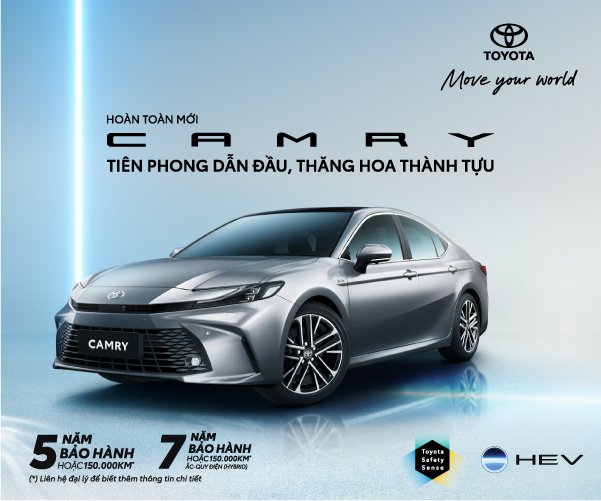 TOYOTA
Move your world
HOÀN TOÀN MỚI
CAMRY
TIÊN PHONG DẪN ĐẦU, THĂNG HOA THÀNH TỰU
CAMRY
5 NĂM
BẢO HÀNH
HOẶC 150.000KM*
7 NĂM
BẢO HÀNH
HOẶC 150.000KM*
ẮC-QUY ĐIỆN (HYBRID)
(*) Liên hệ đại lý để biết thêm thông tin chi tiết
Toyota
Safety
Sense
HEV